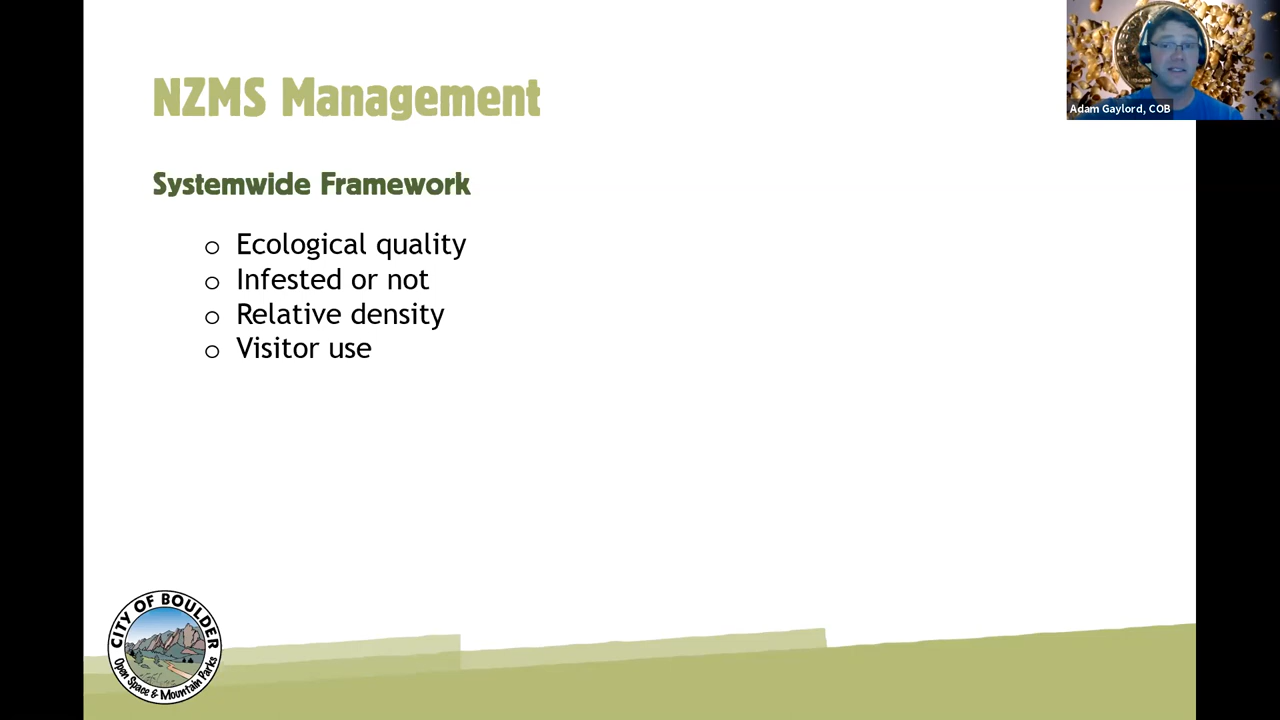 NZMS Management
Adam Gaylord, COB
Systemwide Framework
o Ecological quality
o Infested or not
o Relative density
o Visitor use
CITY OF BOULDER
Open Space & Mountain Parks